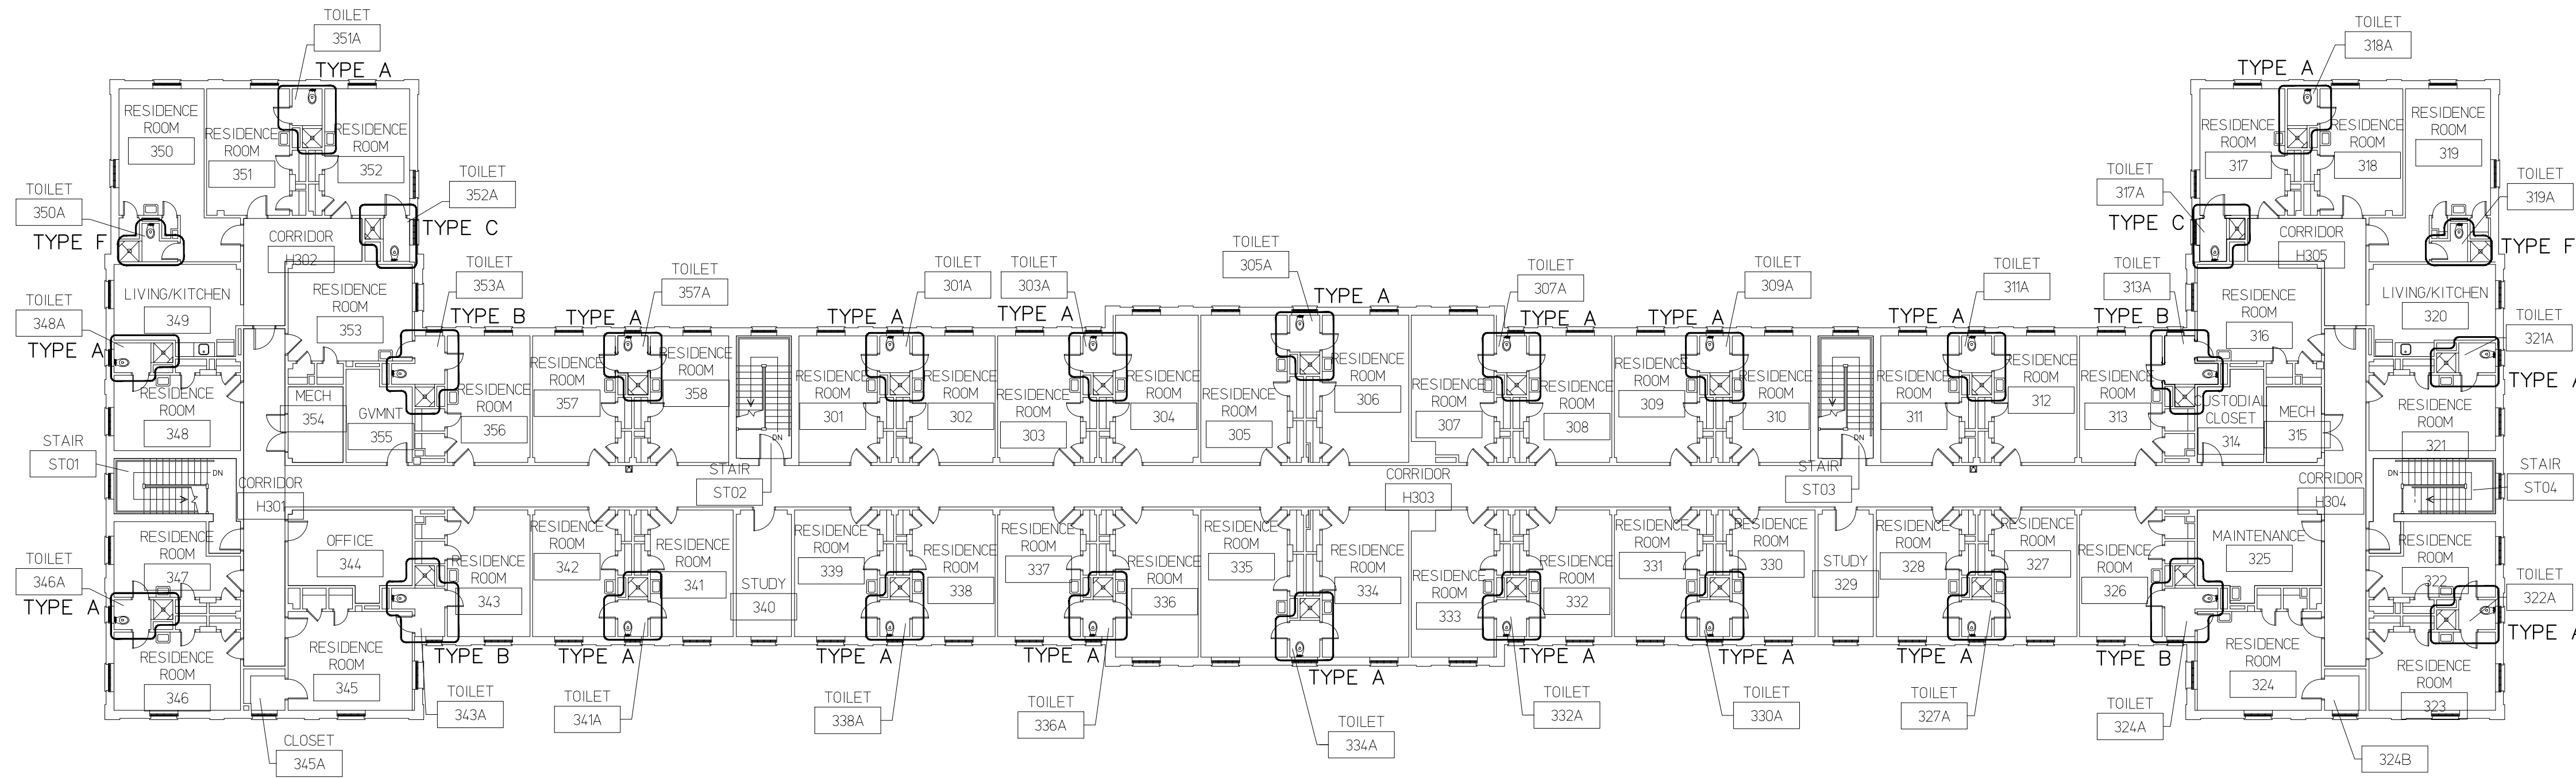 TOILET
351A
TYPE A
RESIDENCE
ROOM
350
RESIDENCE
ROOM
351
RESIDENCE
ROOM
352
TOILET
350A
TYPE F
TOILET
352A
TYPE C
CORRIDOR
H302
LIVING/KITCHEN
349
RESIDENCE
ROOM
353
TOILET
348A
TYPE A
RESIDENCE
ROOM
348
MECH
354
GVMNT
355
TOILET
353A
TYPE B
RESIDENCE
ROOM
356
RESIDENCE
ROOM
357
TOILET
357A
TYPE A
RESIDENCE
ROOM
358
STAIR
ST01
DN
CORRIDOR
H301
DN
STAIR
ST02
TOILET
301A
TYPE A
RESIDENCE
ROOM
301
RESIDENCE
ROOM
302
TOILET
303A
TYPE A
RESIDENCE
ROOM
303
RESIDENCE
ROOM
304
TOILET
305A
TYPE A
RESIDENCE
ROOM
305
RESIDENCE
ROOM
306
TOILET
307A
TYPE A
RESIDENCE
ROOM
307
RESIDENCE
ROOM
308
TOILET
309A
TYPE A
RESIDENCE
ROOM
309
RESIDENCE
ROOM
310
DN
STAIR
ST03
CORRIDOR
H303
TOILET
311A
TYPE A
RESIDENCE
ROOM
311
RESIDENCE
ROOM
312
TOILET
313A
TYPE B
RESIDENCE
ROOM
313
CUSTODIAL
CLOSET
314
MECH
315
TOILET
318A
TYPE A
RESIDENCE
ROOM
317
RESIDENCE
ROOM
318
RESIDENCE
ROOM
319
TOILET
317A
TYPE C
TOILET
319A
TYPE F
CORRIDOR
H305
RESIDENCE
ROOM
316
LIVING/KITCHEN
320
TOILET
321A
TYPE A
RESIDENCE
ROOM
321
DN
STAIR
ST04
CORRIDOR
H304
RESIDENCE
ROOM
347
TOILET
346A
TYPE A
RESIDENCE
ROOM
346
OFFICE
344
RESIDENCE
ROOM
345
CLOSET
345A
RESIDENCE
ROOM
343
TYPE B
TOILET
343A
RESIDENCE
ROOM
342
TYPE A
TOILET
341A
RESIDENCE
ROOM
341
STUDY
340
RESIDENCE
ROOM
339
TYPE A
TOILET
338A
RESIDENCE
ROOM
338
RESIDENCE
ROOM
337
TYPE A
TOILET
336A
RESIDENCE
ROOM
336
RESIDENCE
ROOM
335
TYPE A
TOILET
334A
RESIDENCE
ROOM
334
RESIDENCE
ROOM
333
TYPE A
TOILET
332A
RESIDENCE
ROOM
332
RESIDENCE
ROOM
331
TYPE A
TOILET
330A
RESIDENCE
ROOM
330
STUDY
329
RESIDENCE
ROOM
328
TYPE A
TOILET
327A
RESIDENCE
ROOM
327
RESIDENCE
ROOM
326
TYPE B
TOILET
324A
MAINTENANCE
325
RESIDENCE
ROOM
324
324B
RESIDENCE
ROOM
322
TOILET
322A
TYPE A
RESIDENCE
ROOM
323